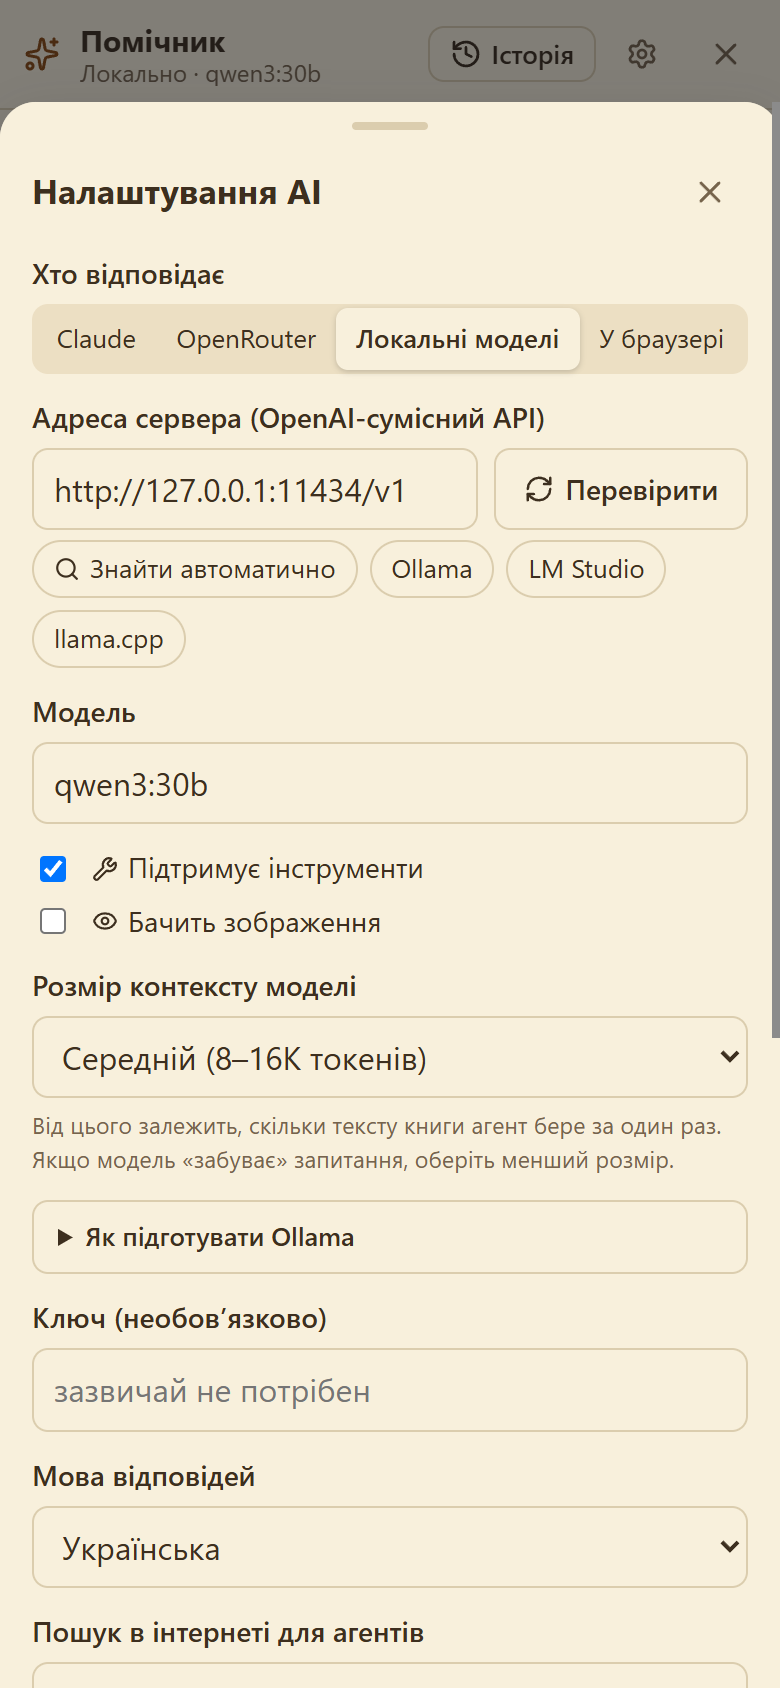 Помічник
Локально · qwen3:30b
Історія
Налаштування AI
Хто відповідає
Claude
OpenRouter
Локальні моделі
У браузері
Адреса сервера (OpenAI-сумісний API)
http://127.0.0.1:11434/v1
Перевірити
Знайти автоматично
Ollama
LM Studio
llama.cpp
Модель
qwen3:30b
Підтримує інструменти
Бачить зображення
Розмір контексту моделі
Середній (8–16K токенів)
Від цього залежить, скільки тексту книги агент бере за один раз.
Якщо модель «забуває» запитання, оберіть менший розмір.
Як підготувати Ollama
Ключ (необов’язково)
зазвичай не потрібен
Мова відповідей
Українська
Пошук в інтернеті для агентів